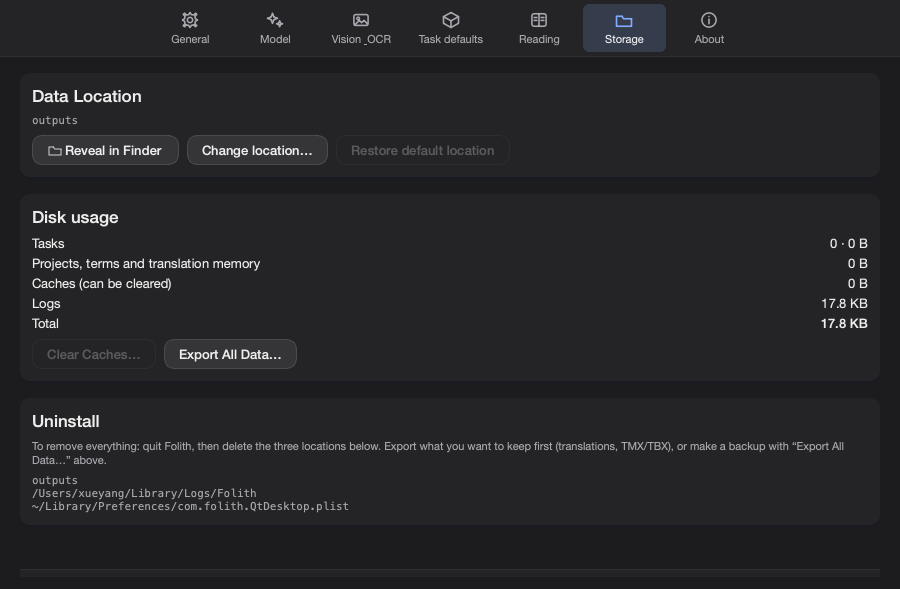 General
Model
Vision _OCR
Task defaults
Reading
Storage
About
Data Location
outputs
Reveal in Finder
Change location…
Restore default location
Disk usage
Tasks 0 · 0 B
Projects, terms and translation memory 0 B
Caches (can be cleared) 0 B
Logs 17.8 KB
Total 17.8 KB
Clear Caches…
Export All Data…
Uninstall
To remove everything: quit Folith, then delete the three locations below. Export what you want to keep first (translations, TMX/TBX), or make a backup with “Export All
Data…” above.
outputs
/Users/xueyang/Library/Logs/Folith
~/Library/Preferences/com.folith.QtDesktop.plist